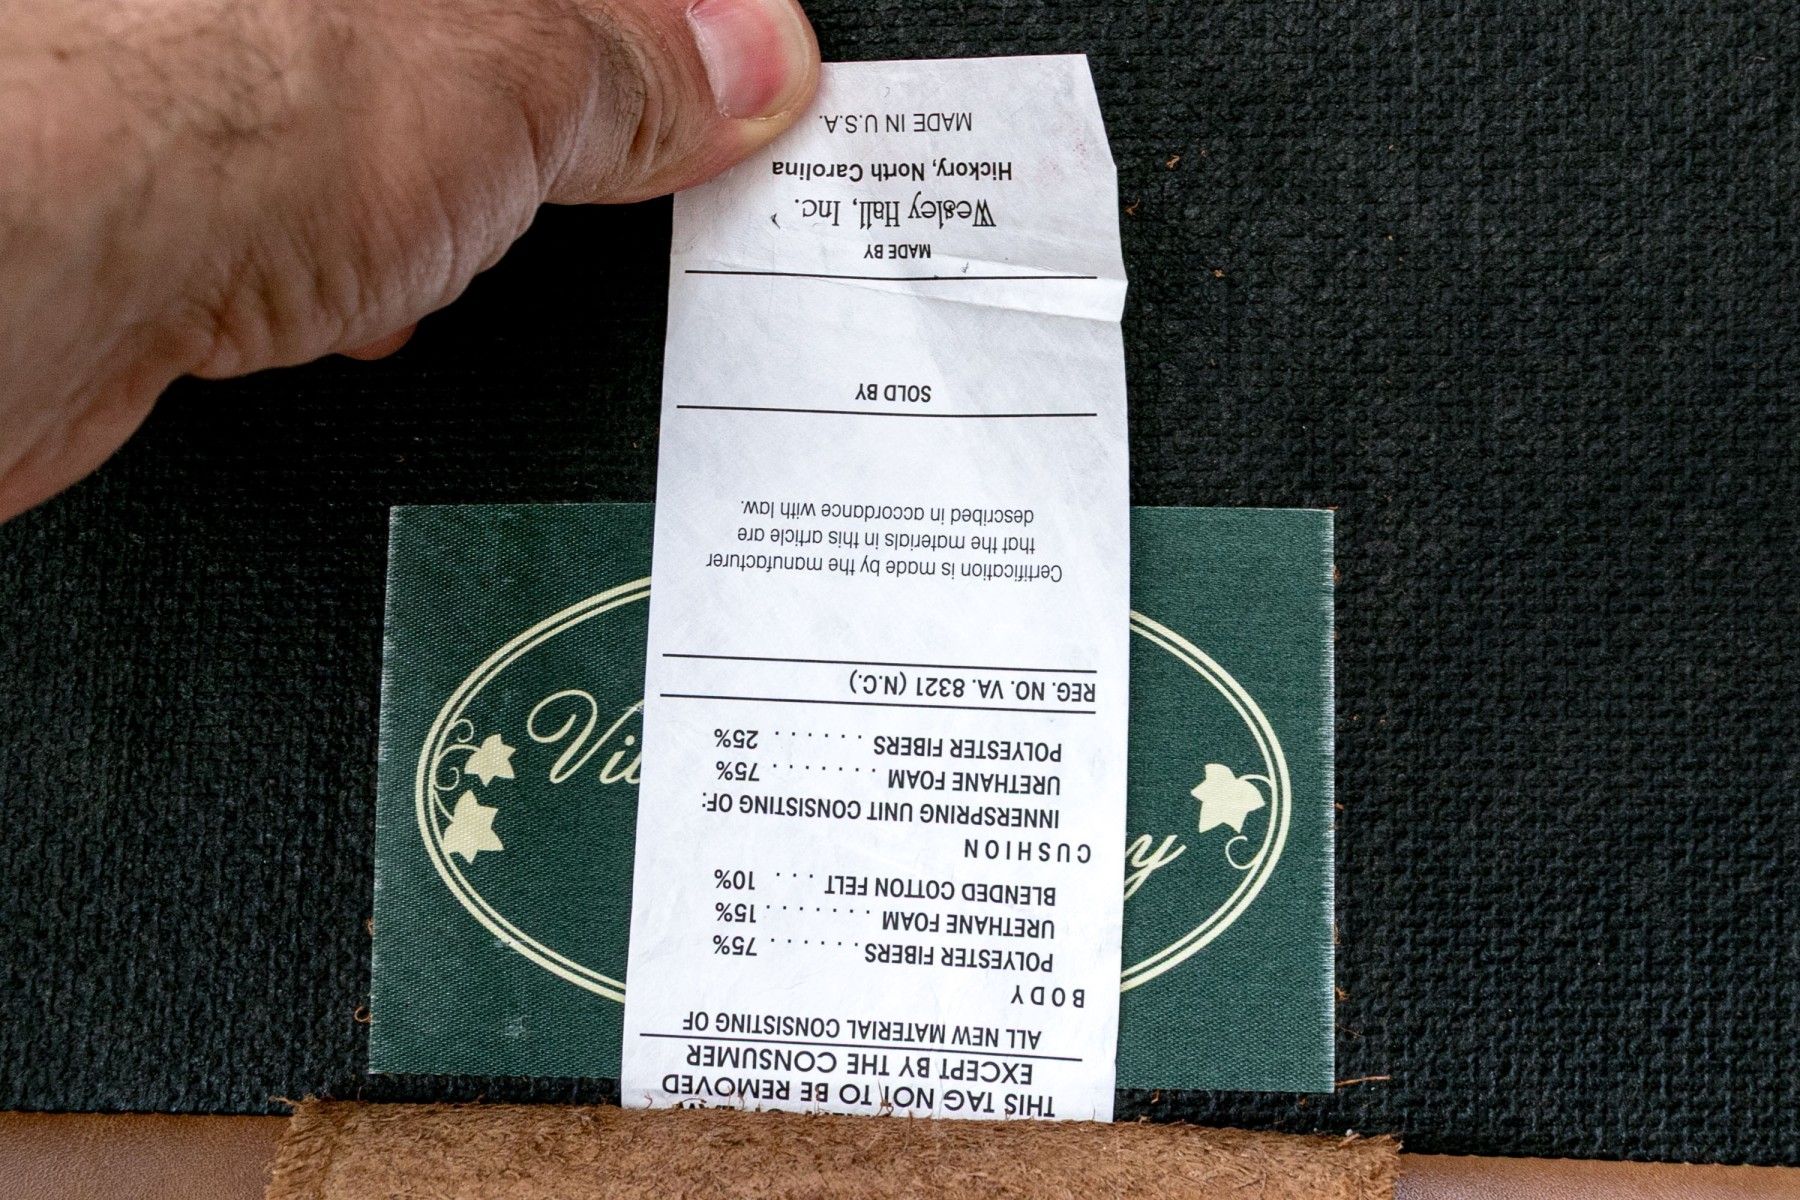 THIS TAG NOT TO BE REMOVED
EXCEPT BY THE CONSUMER
ALL NEW MATERIAL CONSISTING OF
BODY
POLYESTER FIBERS . . . . . . 75%
URETHANE FOAM . . . . . . . 15%
BLENDED COTTON FELT . . . 10%
CUSHION
INNERSPRING UNIT CONSISTING OF:
URETHANE FOAM . . . . . . . 75%
POLYESTER FIBERS . . . . . . 25%
REG. NO. VA. 8321 (N.C.)
Certification is made by the manufacturer
that the materials in this article are
described in accordance with law.
SOLD BY
MADE BY
Wesley Hall, Inc.
Hickory, North Carolina
MADE IN U.S.A.